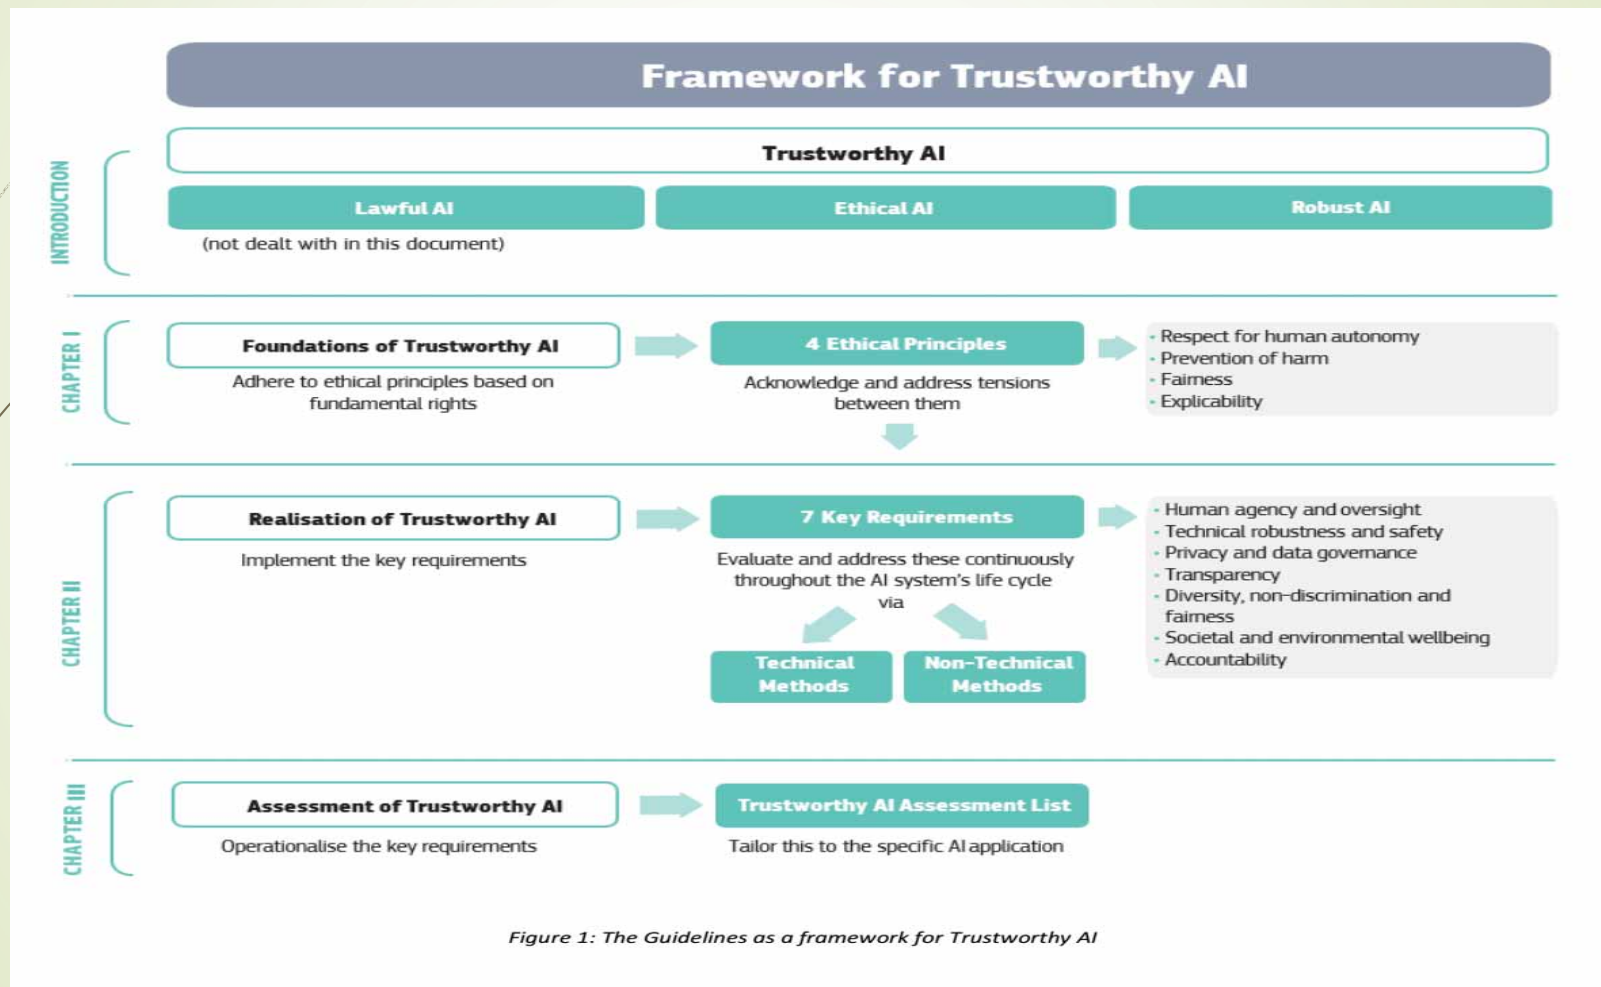 Framework for Trustworthy AI
INTRODUCTION
Trustworthy AI
Lawful AI
Ethical AI
Robust AI
(not dealt with in this document)
CHAPTER I
Foundations of Trustworthy AI
Adhere to ethical principles based on
fundamental rights
4 Ethical Principles
Acknowledge and address tensions
between them
- Respect for human autonomy
- Prevention of harm
- Fairness
- Explicability
CHAPTER II
Realisation of Trustworthy AI
Implement the key requirements
7 Key Requirements
Evaluate and address these continuously
throughout the AI system's life cycle
via
Technical
Methods
Non-Technical
Methods
- Human agency and oversight
- Technical robustness and safety
- Privacy and data governance
- Transparency
- Diversity, non-discrimination and
fairness
- Societal and environmental wellbeing
- Accountability
CHAPTER III
Assessment of Trustworthy AI
Operationalise the key requirements
Trustworthy AI Assessment List
Tailor this to the specific AI application
Figure 1: The Guidelines as a framework for Trustworthy AI